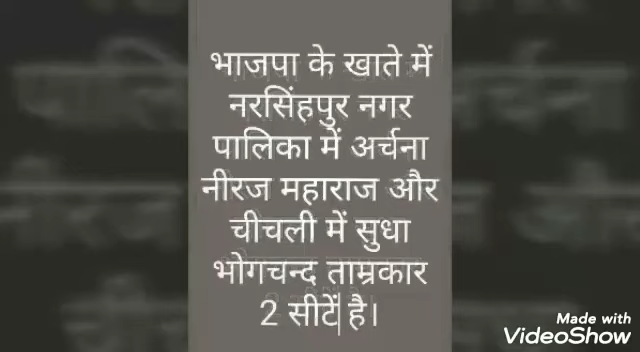 भाजपा के खाते में
नरसिंहपुर नगर
पालिका में अर्चना
नीरज महाराज और
चीचली में सुधा
भोगचन्द ताम्रकार
2 सीटें है।
Made with
VideoShow